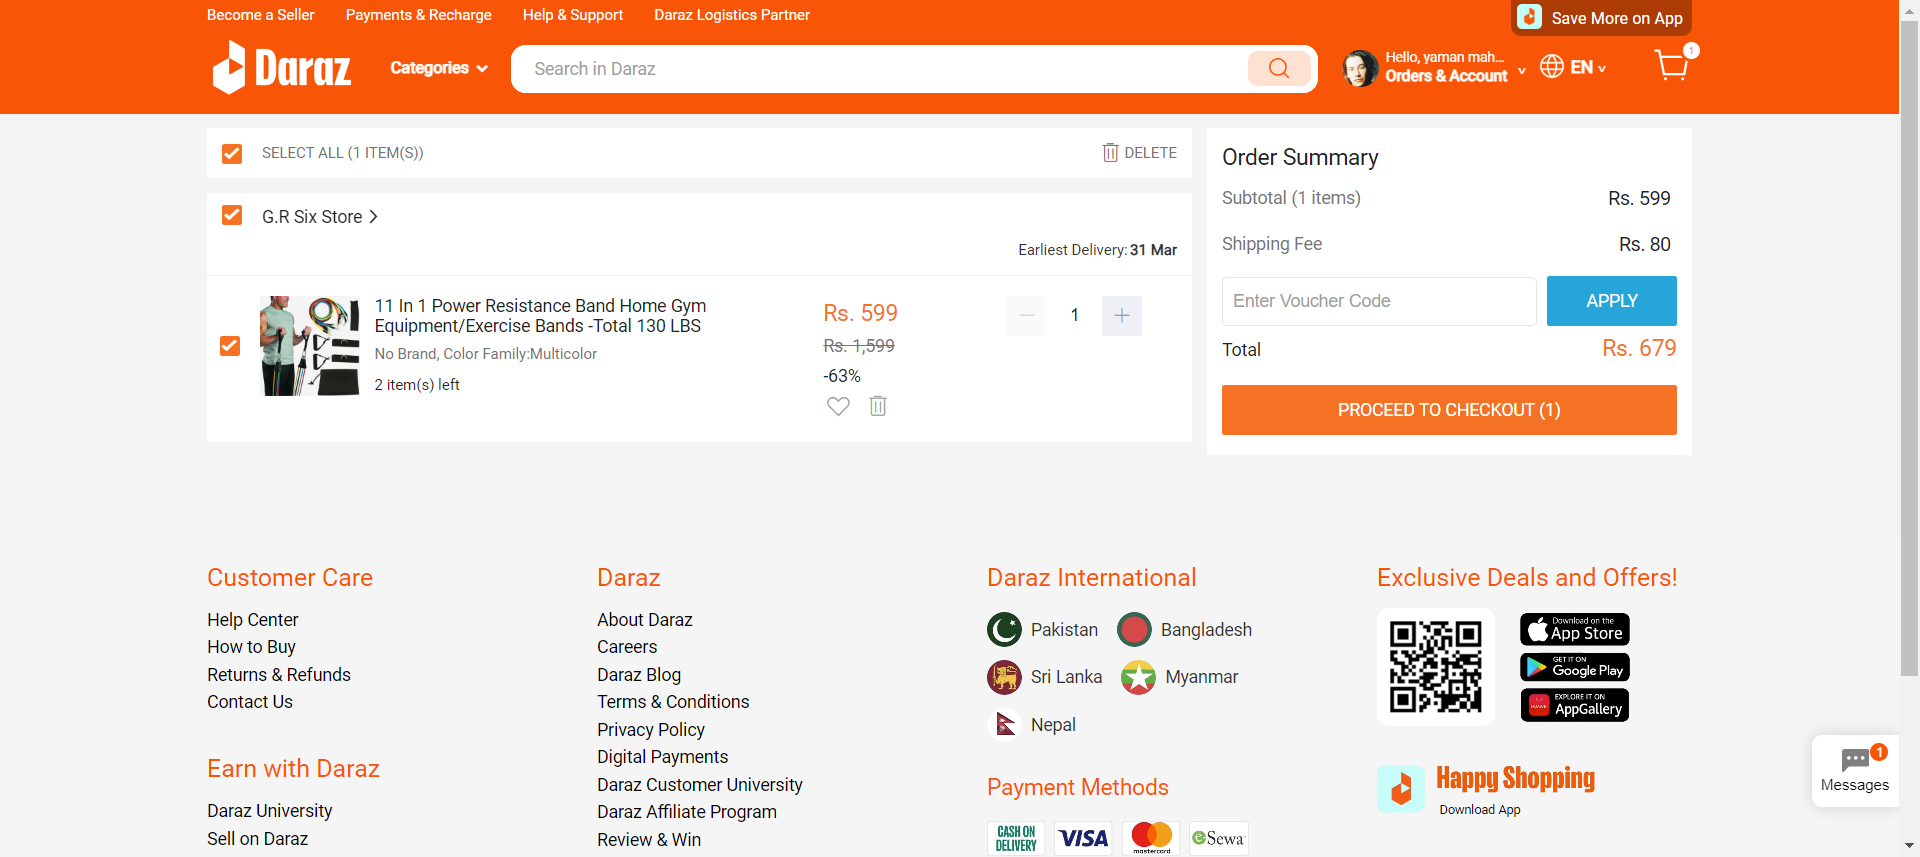 Become a Seller
Payments & Recharge
Help & Support
Daraz Logistics Partner
Save More on App
Daraz
Categories
Search in Daraz
Hello, yaman mah...
Orders & Account
EN
1
SELECT ALL (1 ITEM(S))
DELETE
G.R Six Store
Earliest Delivery: 31 Mar
11 In 1 Power Resistance Band Home Gym
Equipment/Exercise Bands -Total 130 LBS
No Brand, Color Family:Multicolor
2 item(s) left
Rs. 599
Rs. 1,599
-63%
1
Order Summary
Subtotal (1 items)
Rs. 599
Shipping Fee
Rs. 80
Enter Voucher Code
APPLY
Total
Rs. 679
PROCEED TO CHECKOUT (1)
Customer Care
Help Center
How to Buy
Returns & Refunds
Contact Us
Earn with Daraz
Daraz University
Sell on Daraz
Daraz
About Daraz
Careers
Daraz Blog
Terms & Conditions
Privacy Policy
Digital Payments
Daraz Customer University
Daraz Affiliate Program
Review & Win
Daraz International
Pakistan
Bangladesh
Sri Lanka
Myanmar
Nepal
Payment Methods
CASH ON
DELIVERY
VISA
mastercard
eSewa
Exclusive Deals and Offers!
Download on the
App Store
GET IT ON
Google Play
HUAWEI
EXPLORE IT ON
AppGallery
Happy Shopping
Download App
1
Messages